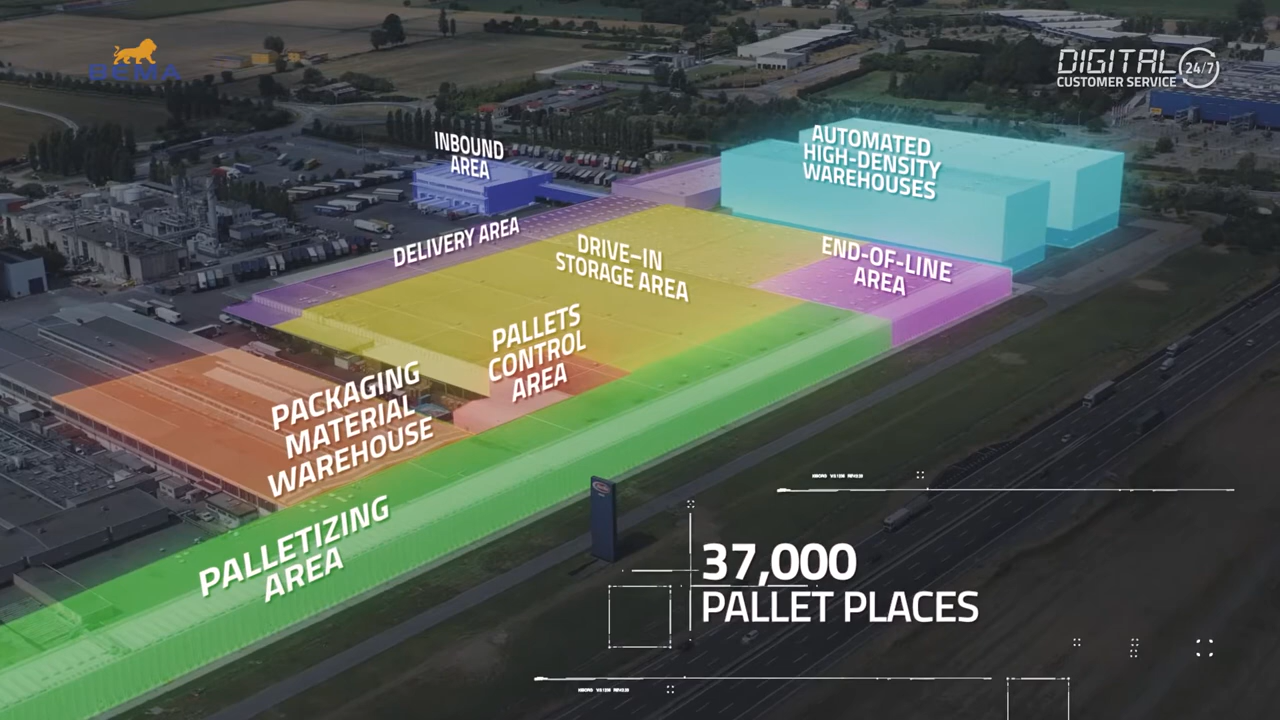 BEMA
DIGITAL
CUSTOMER SERVICE
24/7
INBOUND
AREA
AUTOMATED
HIGH-DENSITY
WAREHOUSES
DELIVERY AREA
DRIVE-IN
STORAGE AREA
END-OF-LINE
AREA
PALLETS
CONTROL
AREA
PACKAGING
MATERIAL
WAREHOUSE
PALLETIZING
AREA
37,000
PALLET PLACES